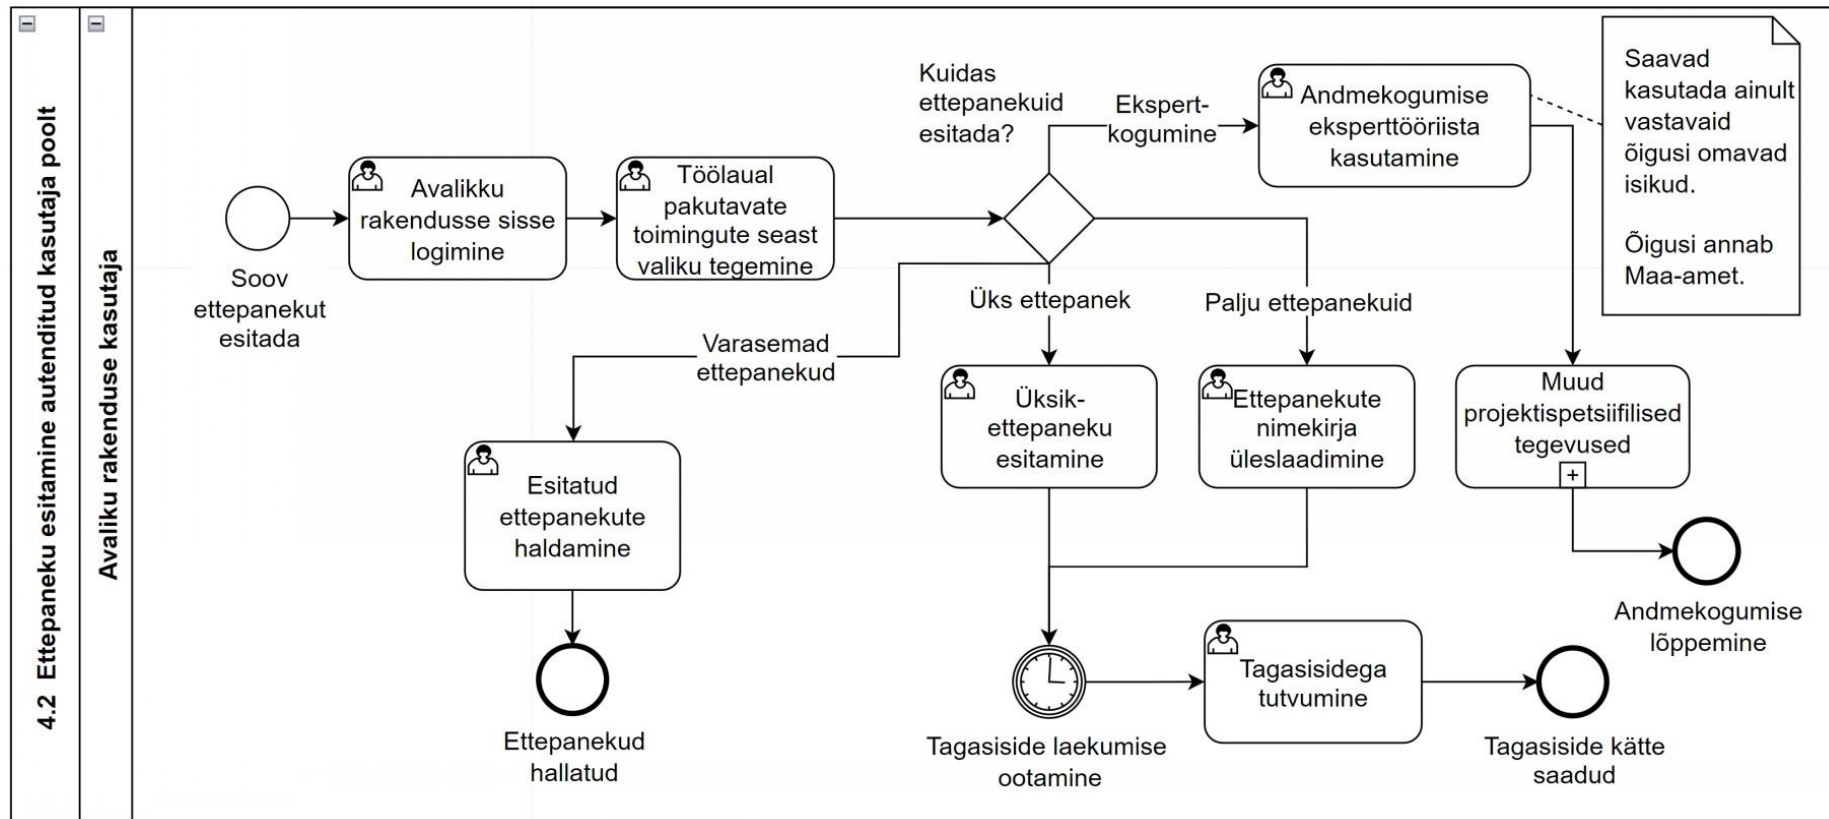 4.2 Ettepaneku esitamine autenditud kasutaja poolt
Avaliku rakenduse kasutaja
Soov
ettepanekut
esitada
Avalikku
rakendusse sisse
logimine
Töölaual
pakutavate
toimingute seast
valiku tegemine
Kuidas
ettepanekuid
esitada?
Ekspert-
kogumine
Andmekogumise
eksperttööriista
kasutamine
Saavad
kasutada ainult
vastavaid
õigusi omavad
isikud.
Õigusi annab
Maa-amet.
Üks ettepanek
Palju ettepanekuid
Varasemad
ettepanekud
Üksik-
ettepaneku
esitamine
Ettepanekute
nimekirja
üleslaadimine
Muud
projektispetsiifilised
tegevused
Esitatud
ettepanekute
haldamine
Andmekogumise
lõppemine
Ettepanekud
hallatud
Tagasiside laekumise
ootamine
Tagasisidega
tutvumine
Tagasiside kätte
saadud